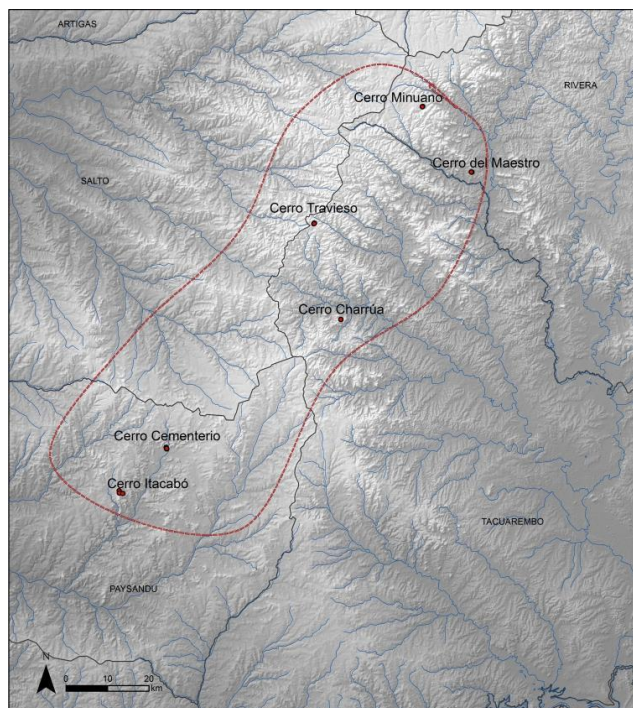 ARTIGAS
RIVERA
Cerro Minuano
Cerro del Maestro
SALTO
Cerro Travieso
Cerro Charrúa
Cerro Cementerio
Cerro Itacabó
TACUAREMBO
PAYSANDU
N
0 10 20
km